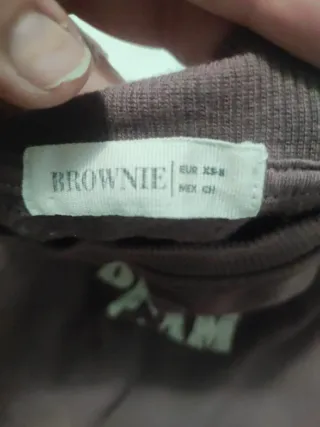 BROWNIE
EUR XS-S
MEX CH